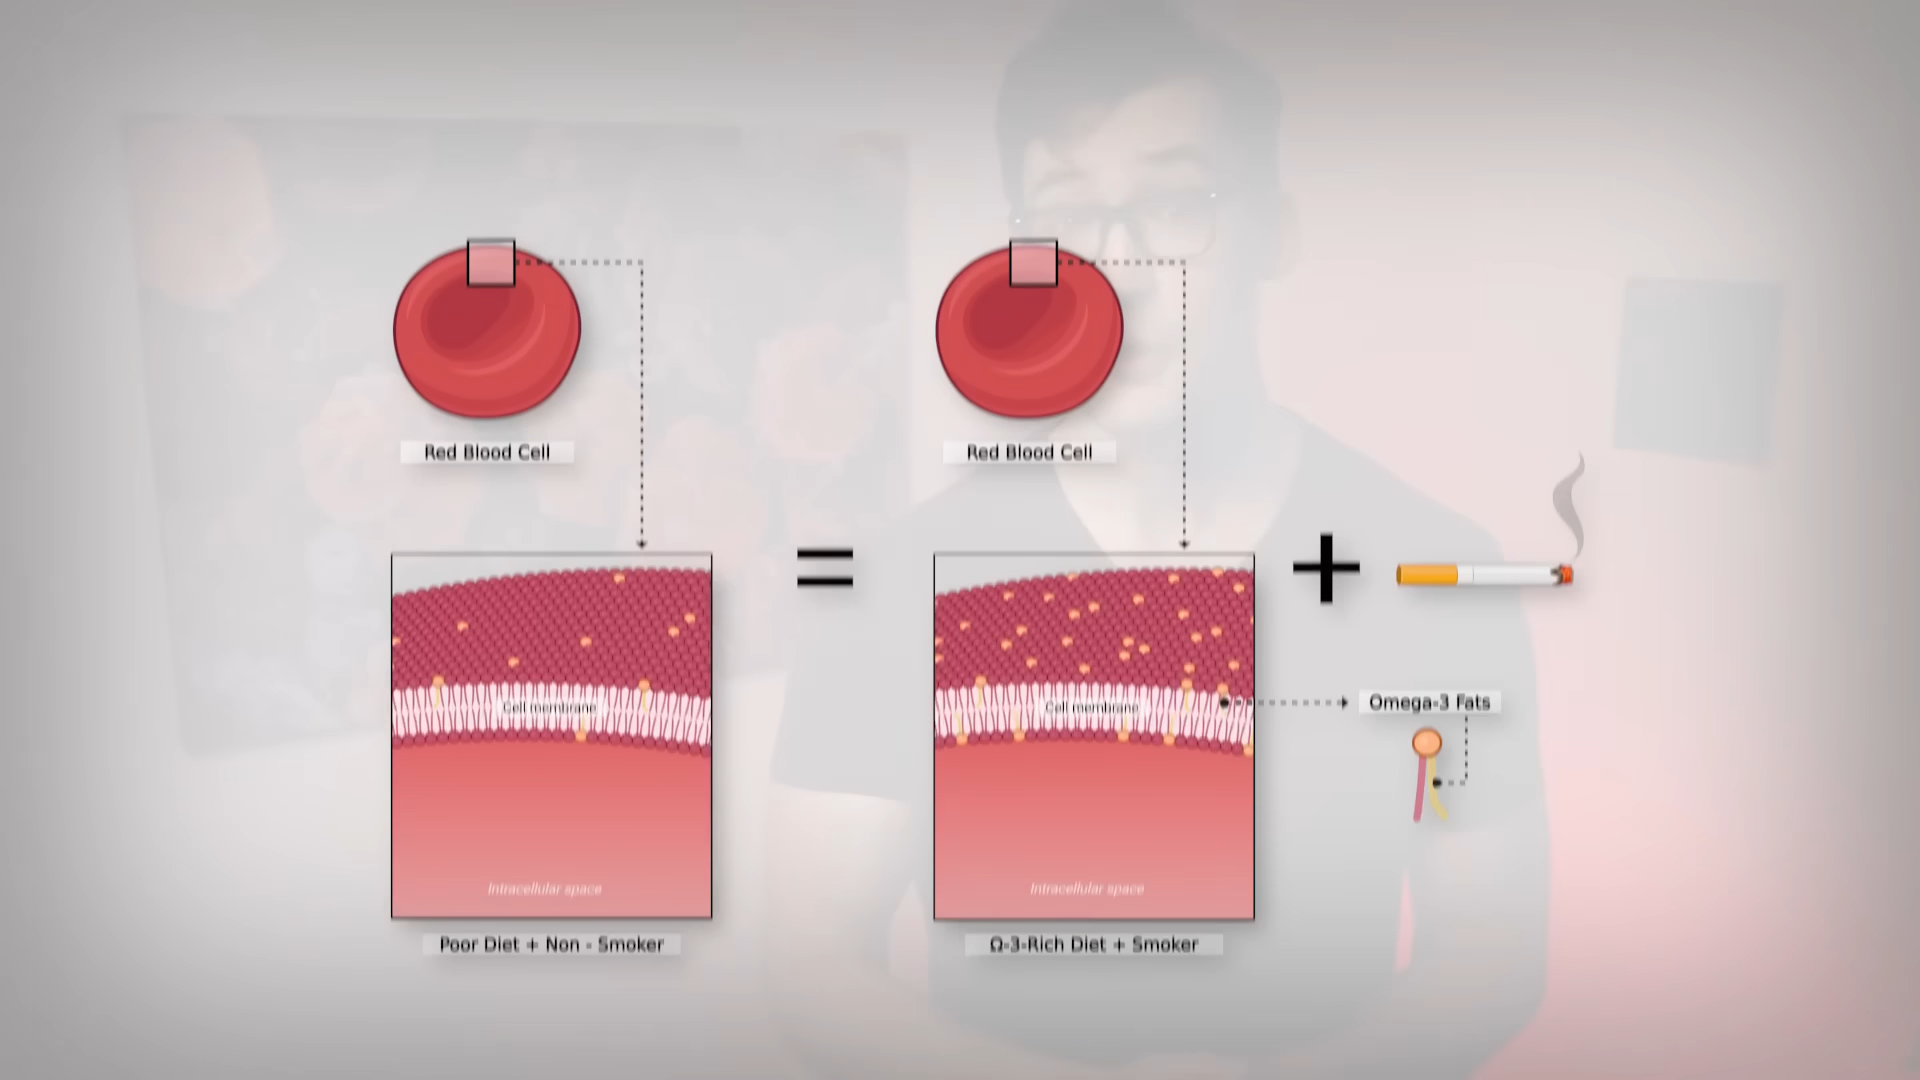 Red Blood Cell
Red Blood Cell
Cell membrane
Cell membrane
Omega-3 Fats
Intracellular space
Intracellular space
Poor Diet + Non - Smoker
Ω-3-Rich Diet + Smoker